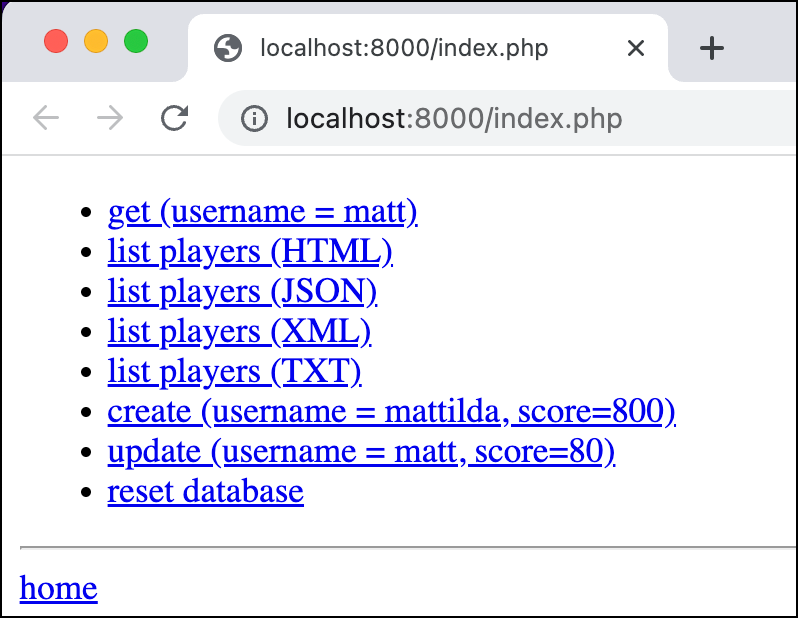 localhost:8000/index.php
localhost:8000/index.php
get (username = matt)
list players (HTML)
list players (JSON)
list players (XML)
list players (TXT)
create (username = mattilda, score=800)
update (username = matt, score=80)
reset database
home